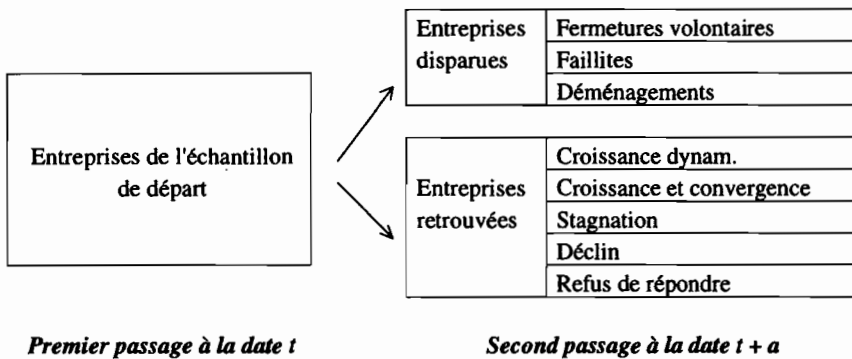 Entreprises de l'échantillon
de départ
Entreprises
disparues
Fermetures volontaires
Faillites
Déménagements
Entreprises
retrouvées
Croissance dynam.
Croissance et convergence
Stagnation
Déclin
Refus de répondre
Premier passage à la date t
Second passage à la date t + a